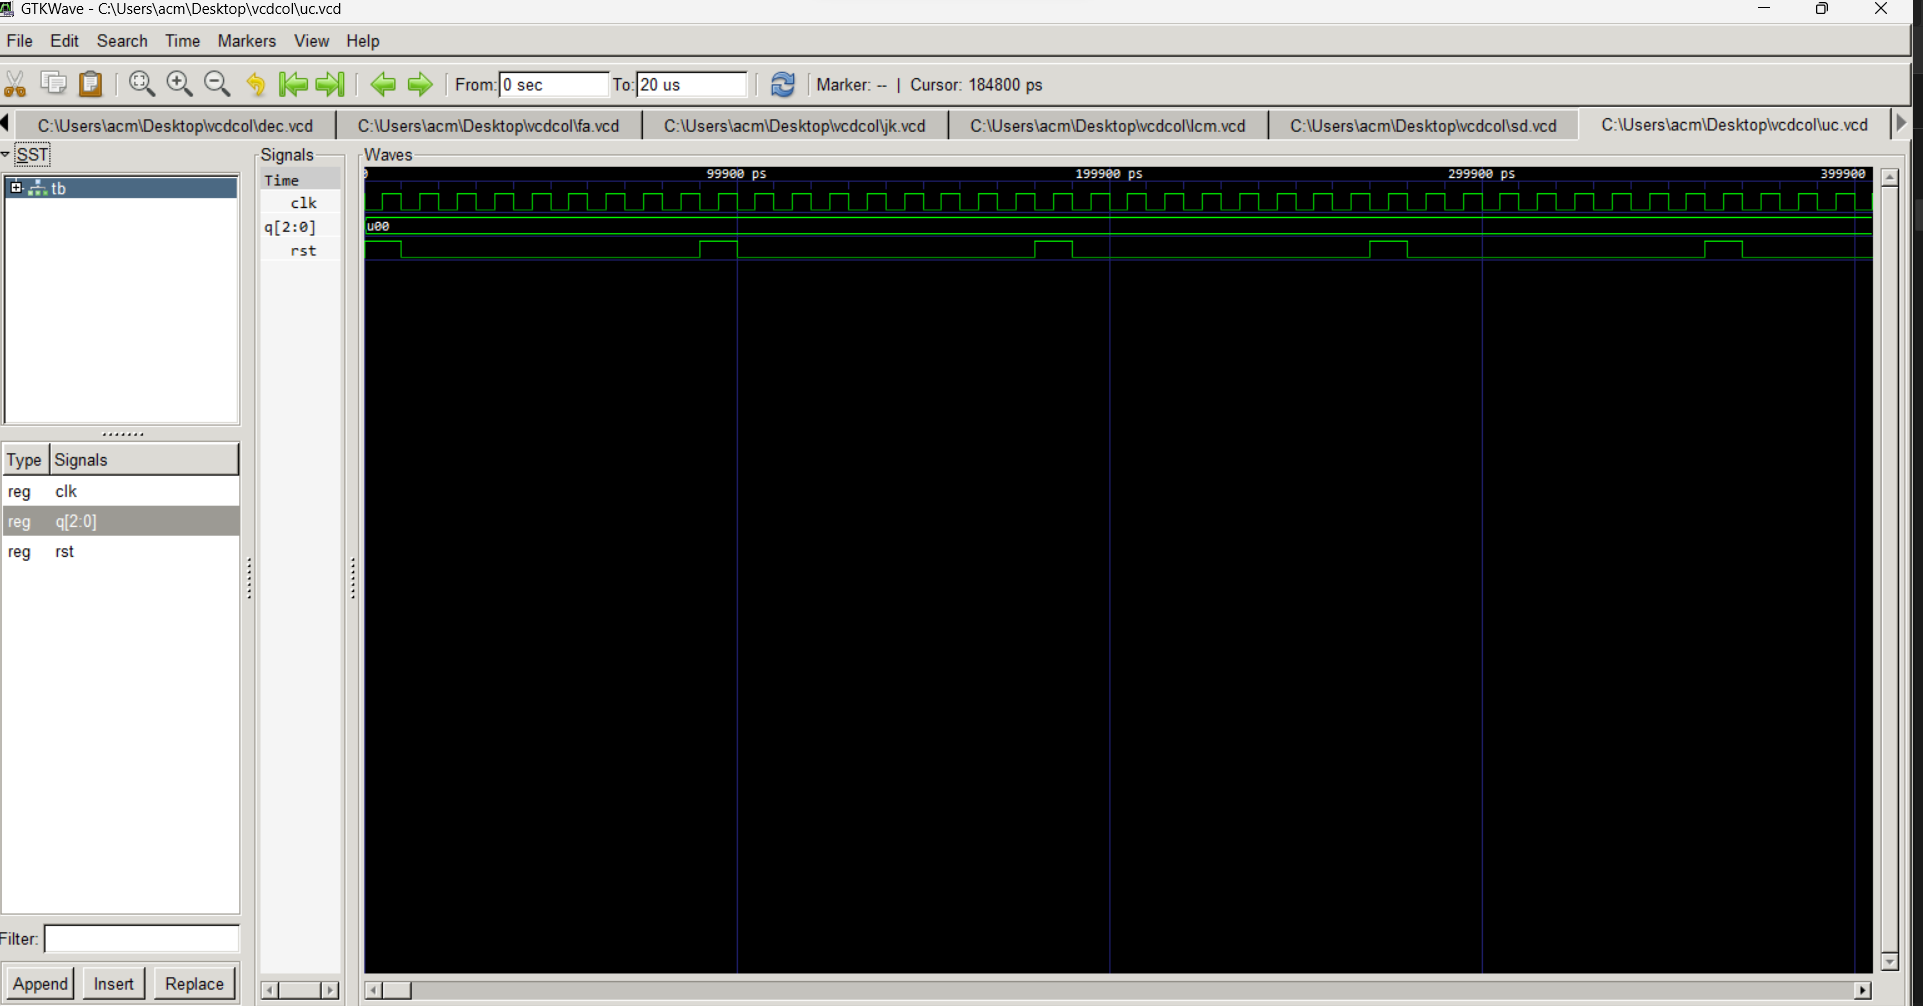 GTKWave - C:\Users\acm\Desktop\vcdcol\uc.vcd
File Edit Search Time Markers View Help
From: 0 sec To: 20 us Marker: -- | Cursor: 184800 ps
C:\Users\acm\Desktop\vcdcol\dec.vcd C:\Users\acm\Desktop\vcdcol\fa.vcd C:\Users\acm\Desktop\vcdcol\jk.vcd C:\Users\acm\Desktop\vcdcol\lcm.vcd C:\Users\acm\Desktop\vcdcol\sd.vcd C:\Users\acm\Desktop\vcdcol\uc.vcd
SST
tb
Type Signals
reg clk
reg q[2:0]
reg rst
Filter:
Append Insert Replace
Signals
Time
clk
q[2:0]
rst
Waves
0 99900 ps 199900 ps 299900 ps 399900
u00